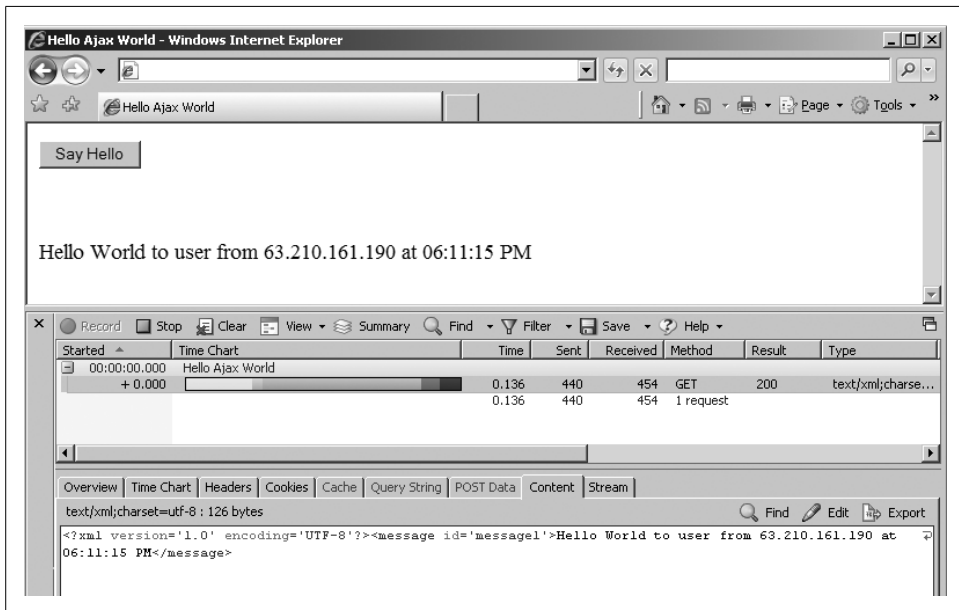 Hello Ajax World - Windows Internet Explorer
Hello Ajax World
Page Tools »
Say Hello
Hello World to user from 63.210.161.190 at 06:11:15 PM
Record Stop Clear View Summary Find Filter Save Help
Started Time Chart Time Sent Received Method Result Type
00:00:00.000 Hello Ajax World
+ 0.000 0.136 440 454 GET 200 text/xml;charse...
0.136 440 454 1 request
Overview Time Chart Headers Cookies Cache Query String POST Data Content Stream
text/xml;charset=utf-8 : 126 bytes Find Edit Export
<?xml version='1.0' encoding='UTF-8'?><message id='message1'>Hello World to user from 63.210.161.190 at
06:11:15 PM</message>